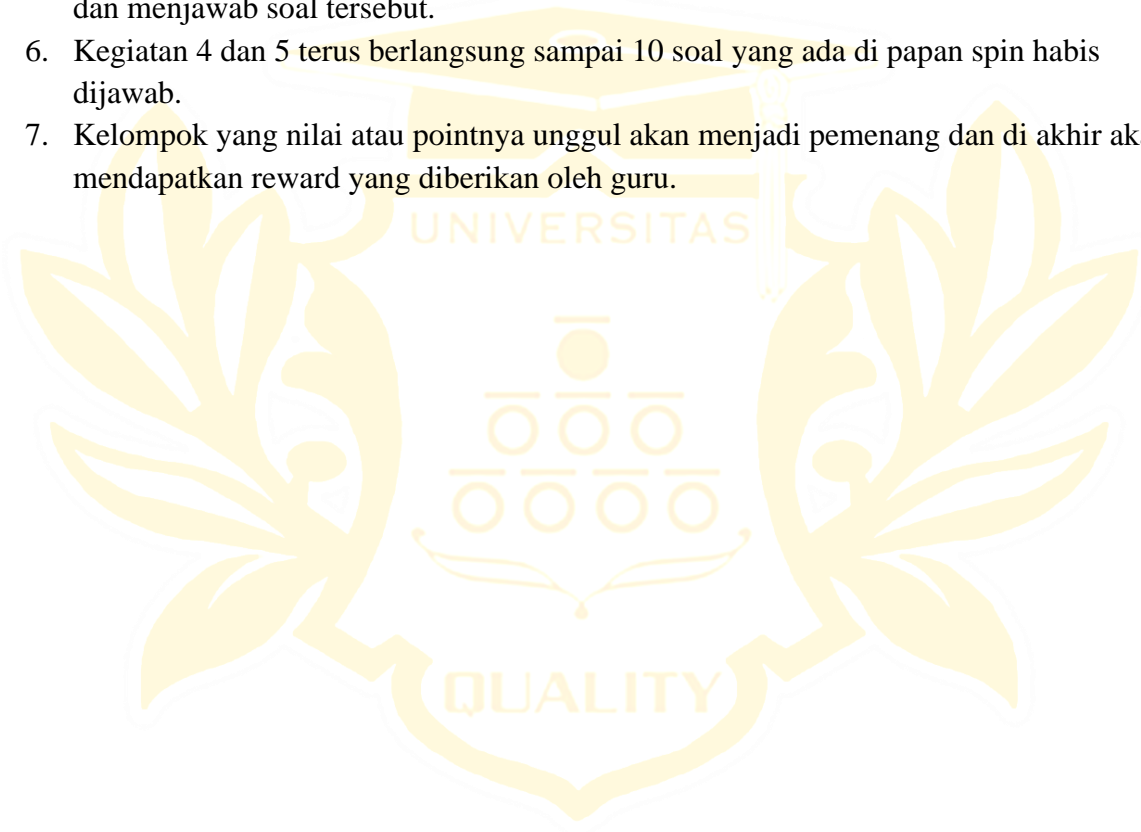 dan menjawab soal tersebut.
6. Kegiatan 4 dan 5 terus berlangsung sampai 10 soal yang ada di papan spin habis
dijawab.
7. Kelompok yang nilai atau pointnya unggul akan menjadi pemenang dan di akhir
mendapatkan reward yang diberikan oleh guru.
UNIVERSITAS
QUALITY